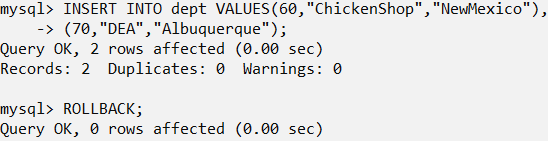 mysql> INSERT INTO dept VALUES(60,"ChickenShop","NewMexico"),
    -> (70,"DEA","Albuquerque");
Query OK, 2 rows affected (0.00 sec)
Records: 2  Duplicates: 0  Warnings: 0

mysql> ROLLBACK;
Query OK, 0 rows affected (0.00 sec)